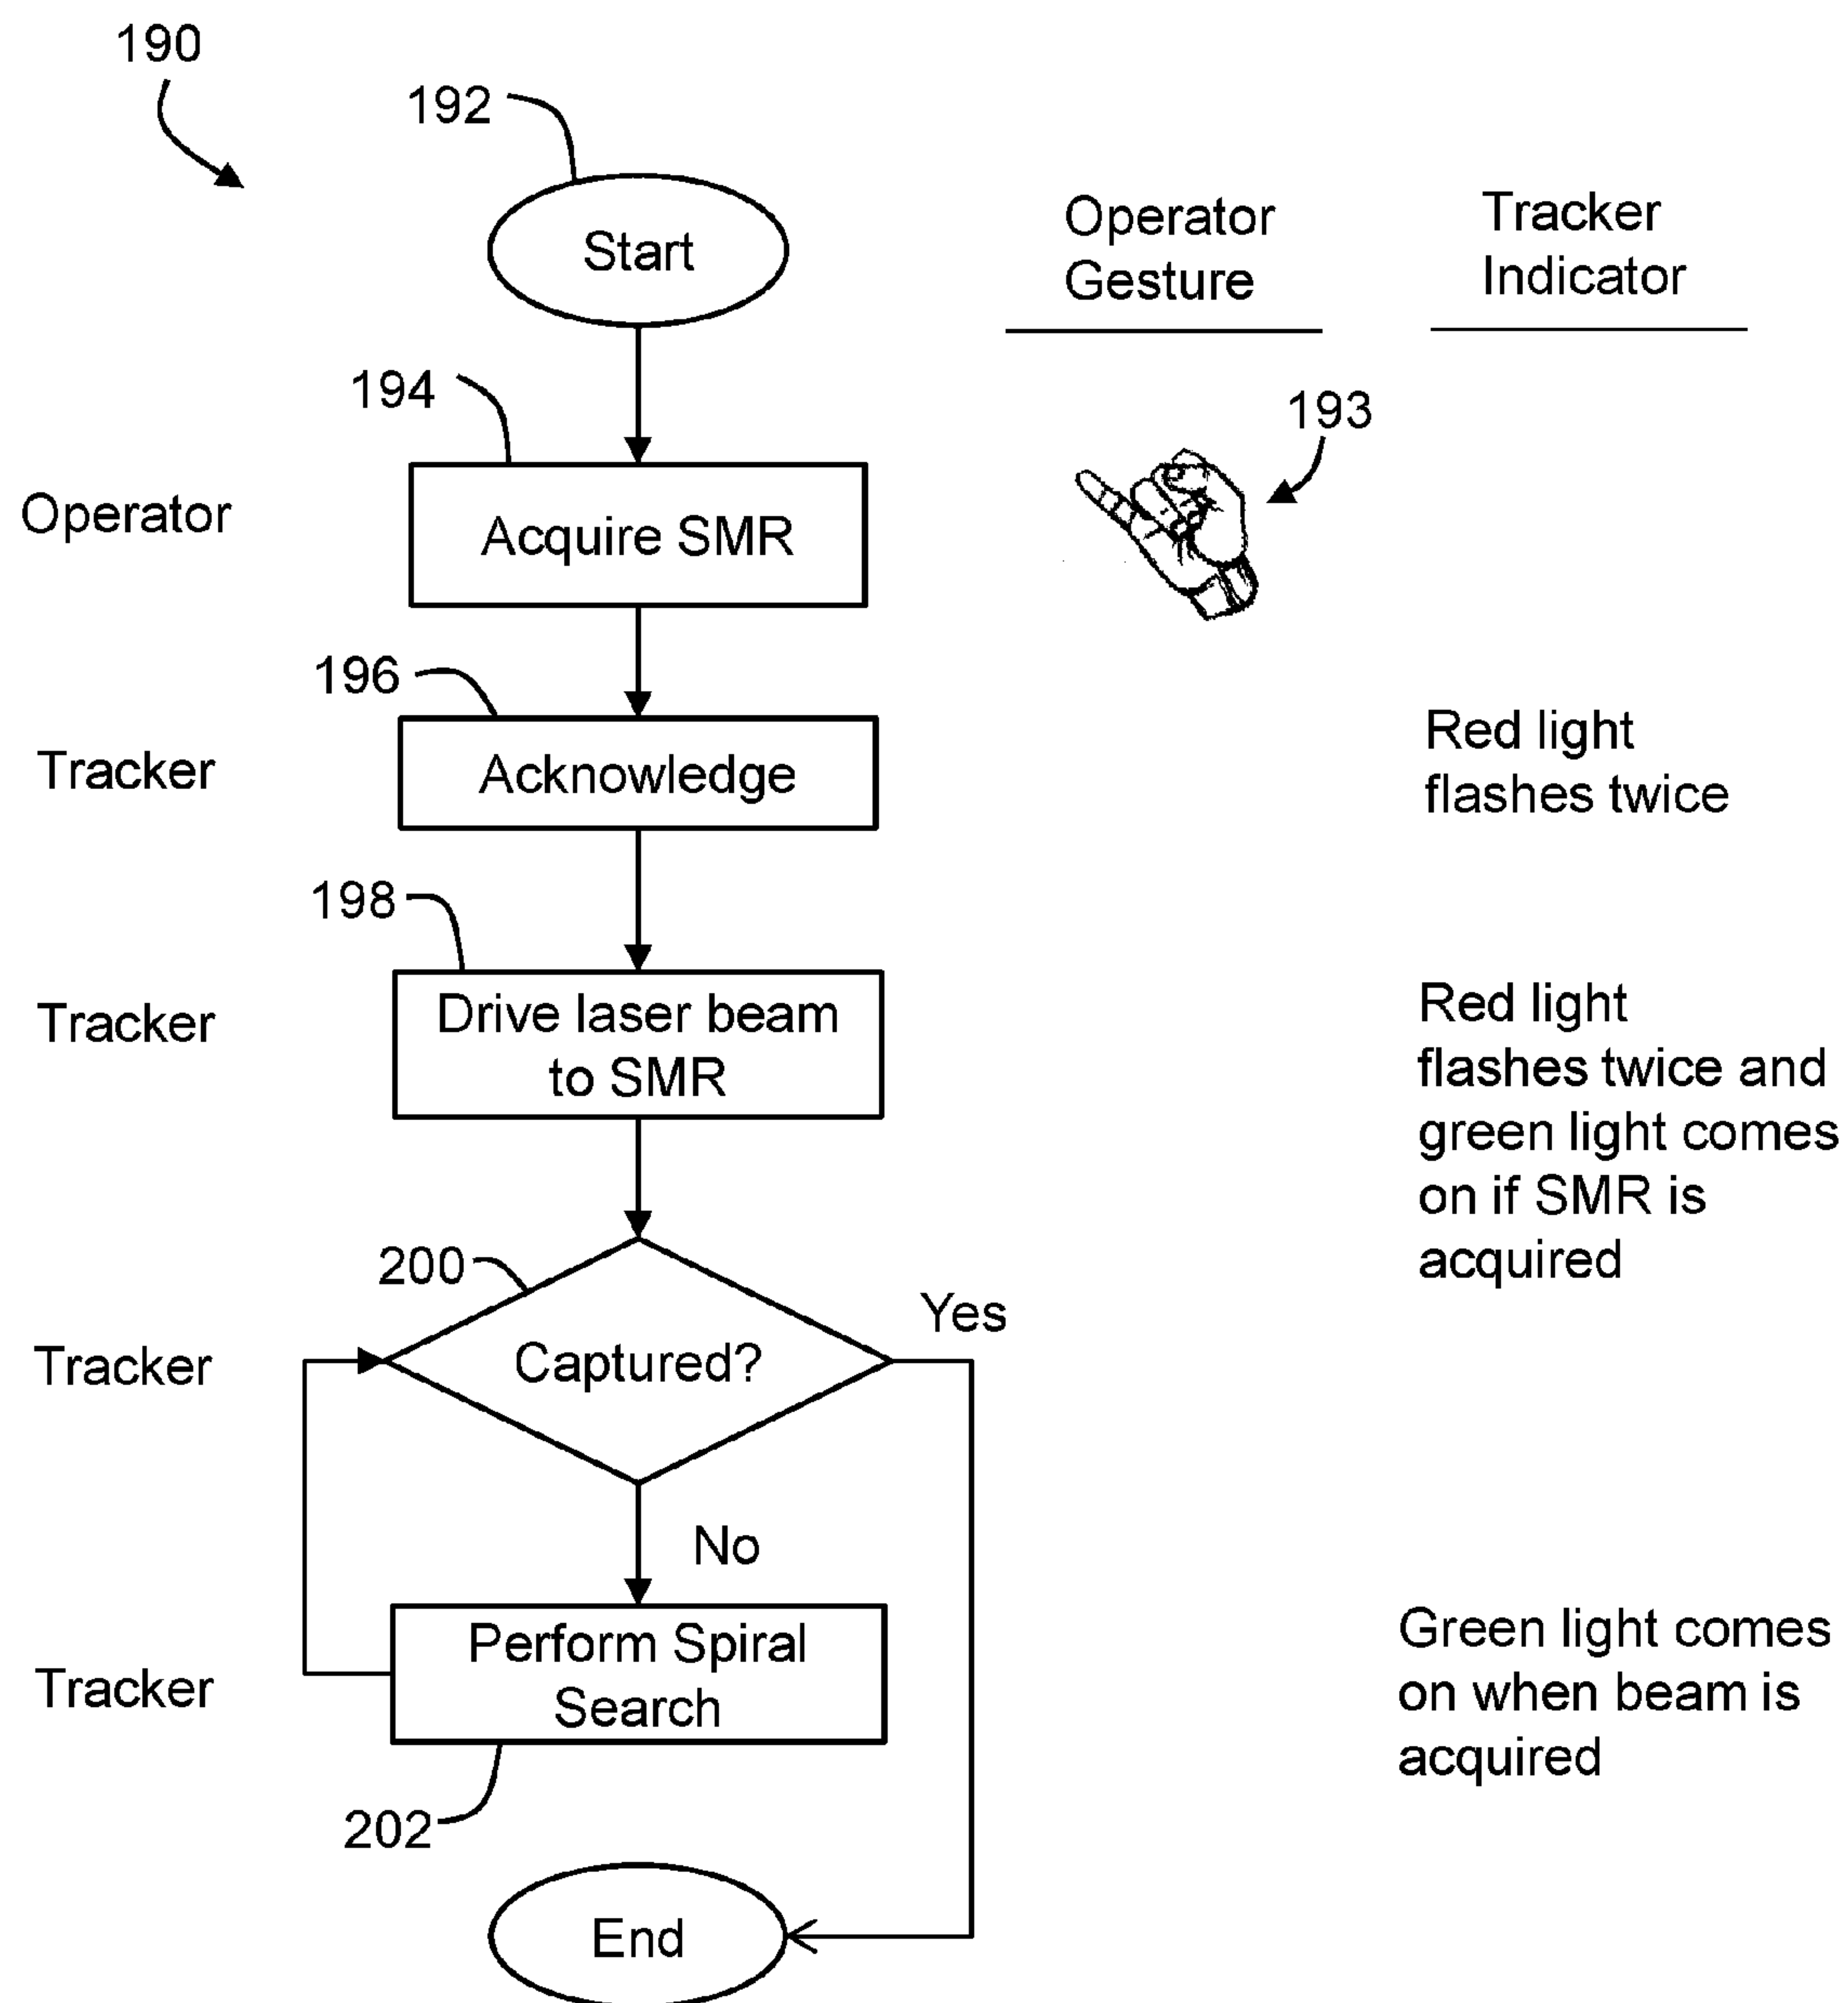 190
192
Start
Operator
Gesture
Tracker
Indicator
194
193
Operator
Acquire SMR
196
Tracker
Acknowledge
Red light
flashes twice
198
Tracker
Drive laser beam
to SMR
Red light
flashes twice and
green light comes
on if SMR is
acquired
200
Yes
Tracker
Captured?
No
Tracker
Perform Spiral
Search
Green light comes
on when beam is
acquired
202
End